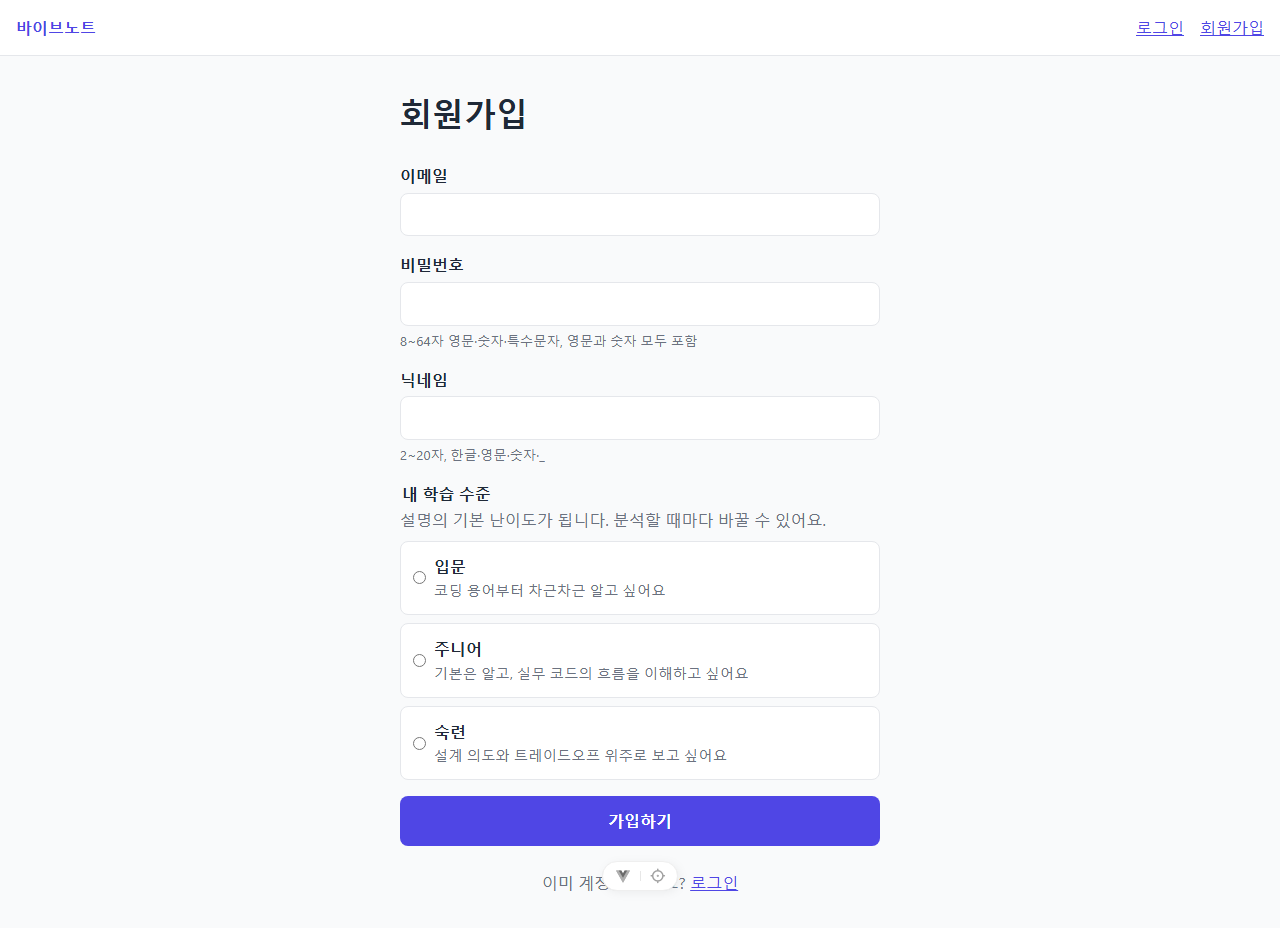 바이브노트
로그인 회원가입
회원가입
이메일
비밀번호
8~64자 영문·숫자·특수문자, 영문과 숫자 모두 포함
닉네임
2~20자, 한글·영문·숫자·_
내 학습 수준
설명의 기본 난이도가 됩니다. 분석할 때마다 바꿀 수 있어요.
입문
코딩 용어부터 차근차근 알고 싶어요
주니어
기본은 알고, 실무 코드의 흐름을 이해하고 싶어요
숙련
설계 의도와 트레이드오프 위주로 보고 싶어요
가입하기
이미 ? 로그인